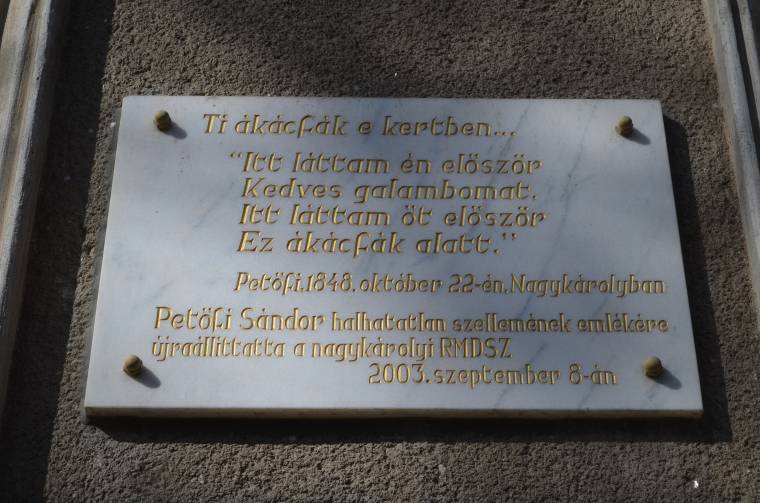 Ti ákácfák e kertben...
"Itt láttam én először
Kedves galambomat,
Itt láttam őt először
Ez ákácfák alatt."
Petőfi,1848.október 22-én,Nagykárolyban
Petőfi Sándor halhatatlan szellemének emlékére
újraállíttatta a nagykárolyi RMDSZ
2003.szeptember 8-án